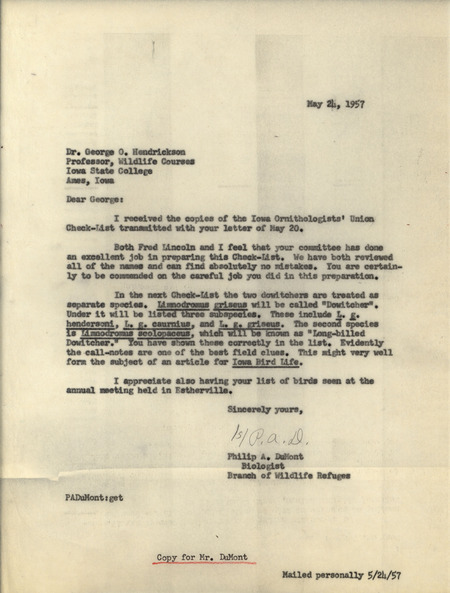 May 24, 1957
Dr. George O. Hendrickson
Professor, Wildlife Courses
Iowa State College
Ames, Iowa
Dear George:
I received the copies of the Iowa Ornithologists' Union
Check-List transmitted with your letter of May 20.
Both Fred Lincoln and I feel that your committee has done
an excellent job in preparing this Check-List. We have both reviewed
all of the names and can find absolutely no mistakes. You are certain-
ly to be commended on the careful job you did in this preparation.
In the next Check-List the two dowitchers are treated as
separate species. Limnodromus griseus will be called "Dowitcher".
Under it will be listed three subspecies. These include L. g.
hendersoni, L. g. caurnius, and L. g. griseus. The second species
is Limnodromus scolopaceus, which will be known as "Long-billed
Dowitcher." You have shown these correctly in the list. Evidently
the call-notes are one of the best field clues. This might very well
form the subject of an article for Iowa Bird Life.
I appreciate also having your list of birds seen at the
annual meeting held in Estherville.
Sincerely yours,
/s/ P.A.D.
Philip A. DuMont
Biologist
Branch of Wildlife Refuges
PADuMont:get
Copy for Mr. DuMont
Mailed personally 5/24/57